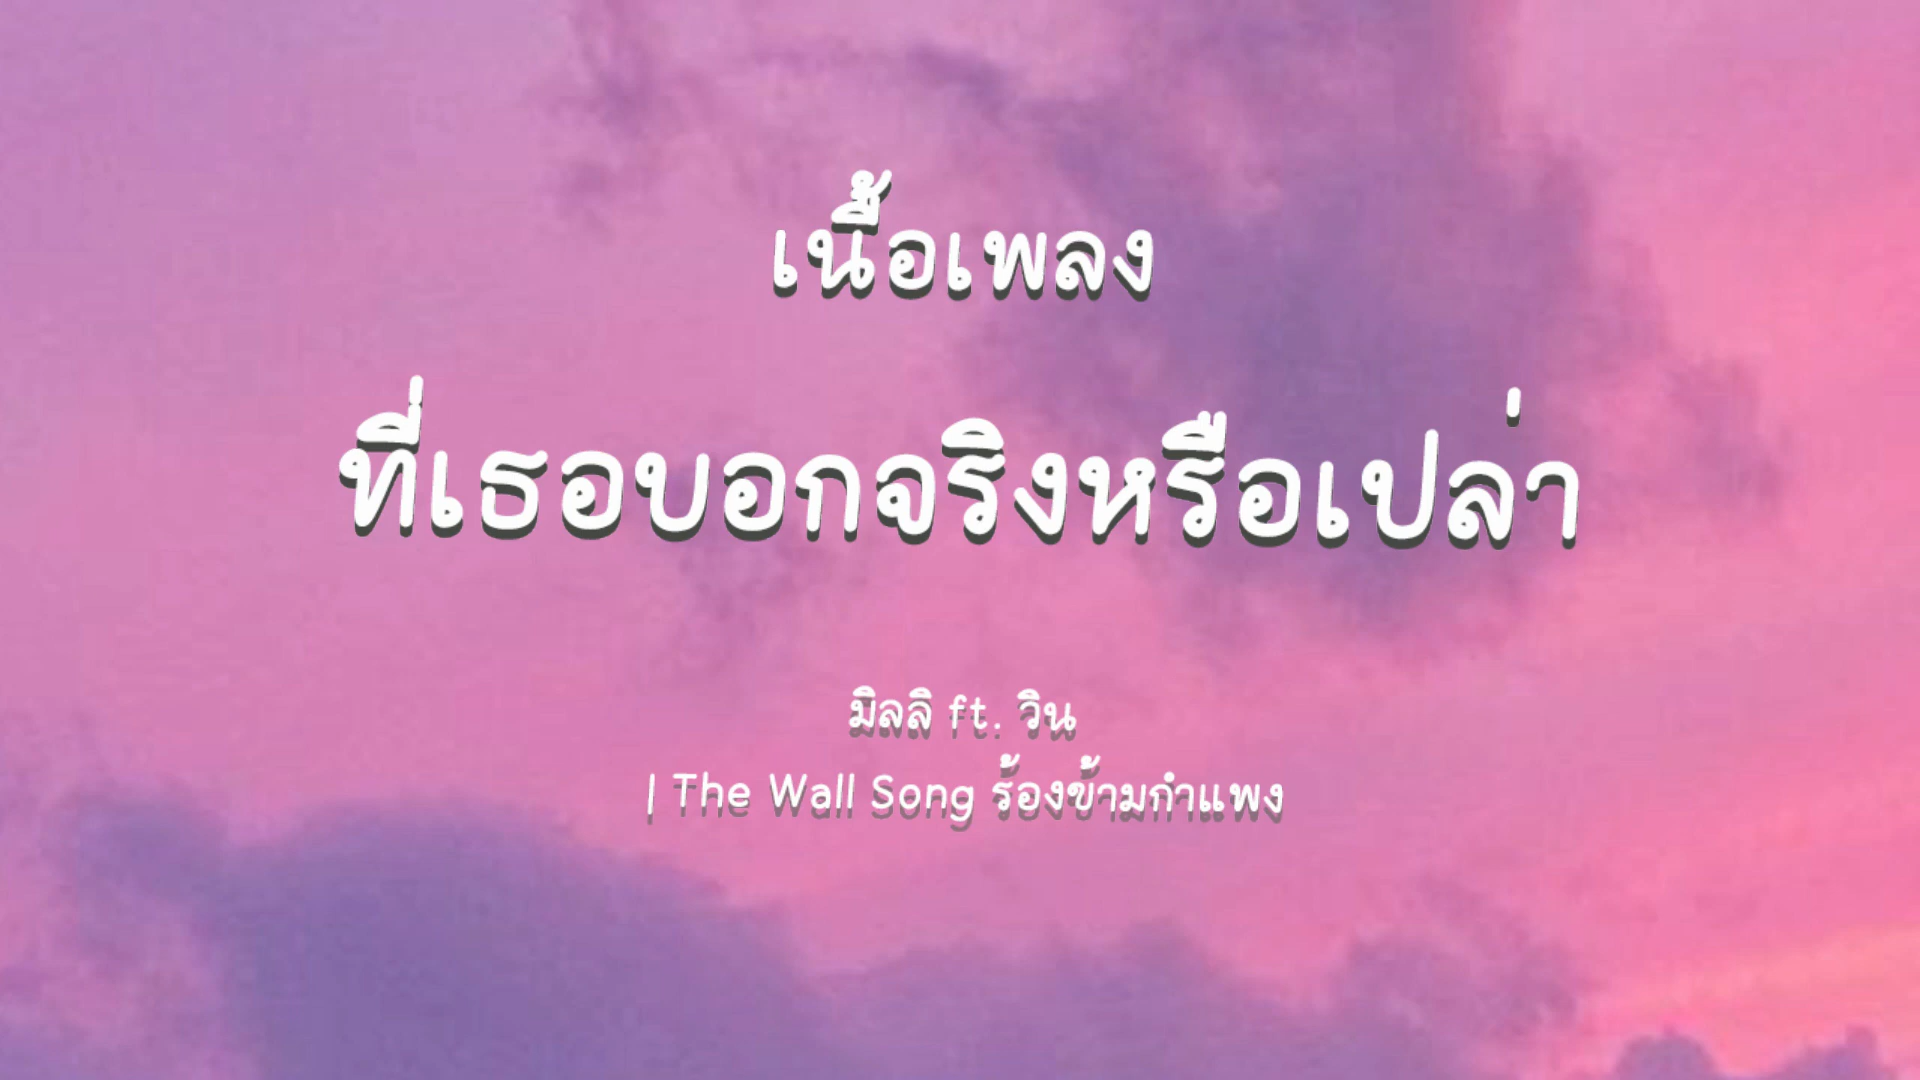 เนื้อเพลง
ที่เธอบอกจริงหรือเปล่า
มิลลิ ft. วิน
| The Wall Song ร้องข้ามกำแพง